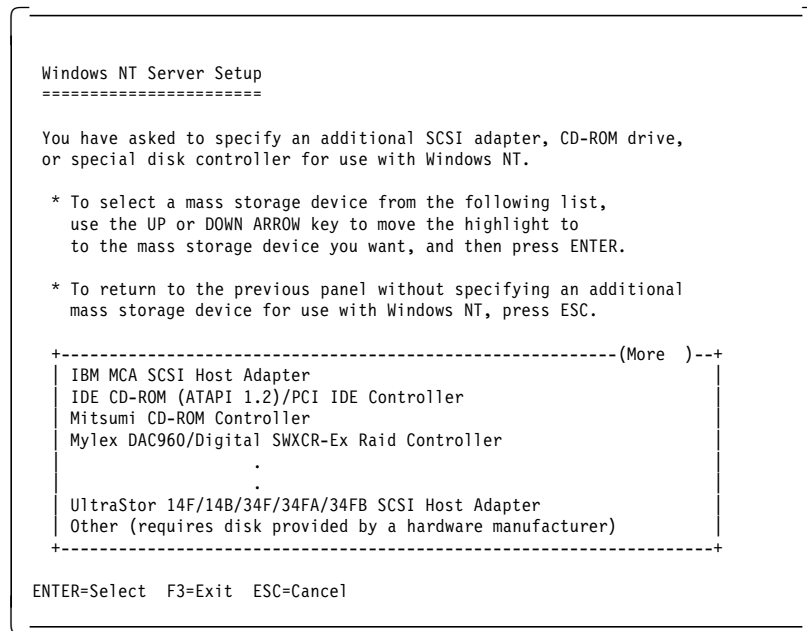 Windows NT Server Setup
=======================
You have asked to specify an additional SCSI adapter, CD-ROM drive,
or special disk controller for use with Windows NT.
* To select a mass storage device from the following list,
use the UP or DOWN ARROW key to move the highlight to
to the mass storage device you want, and then press ENTER.
* To return to the previous panel without specifying an additional
mass storage device for use with Windows NT, press ESC.
+----------------------------------------------------------(More )--+
| IBM MCA SCSI Host Adapter |
| IDE CD-ROM (ATAPI 1.2)/PCI IDE Controller |
| Mitsumi CD-ROM Controller |
| Mylex DAC960/Digital SWXCR-Ex Raid Controller |
| . |
| . |
| UltraStor 14F/14B/34F/34FA/34FB SCSI Host Adapter |
| Other (requires disk provided by a hardware manufacturer) |
+--------------------------------------------------------------------+
ENTER=Select F3=Exit ESC=Cancel